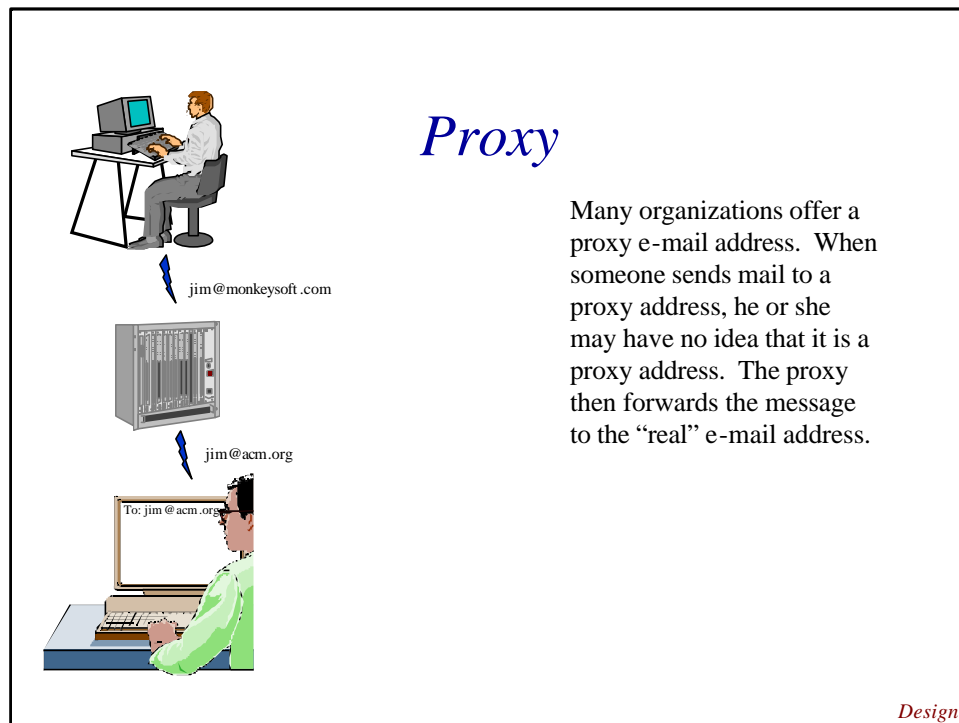 Proxy
Many organizations offer a
proxy e-mail address. When
someone sends mail to a
proxy address, he or she
may have no idea that it is a
proxy address. The proxy
then forwards the message
to the “real” e-mail address.
jim@monkeysoft.com
jim@acm.org
To: jim@acm.org
Design